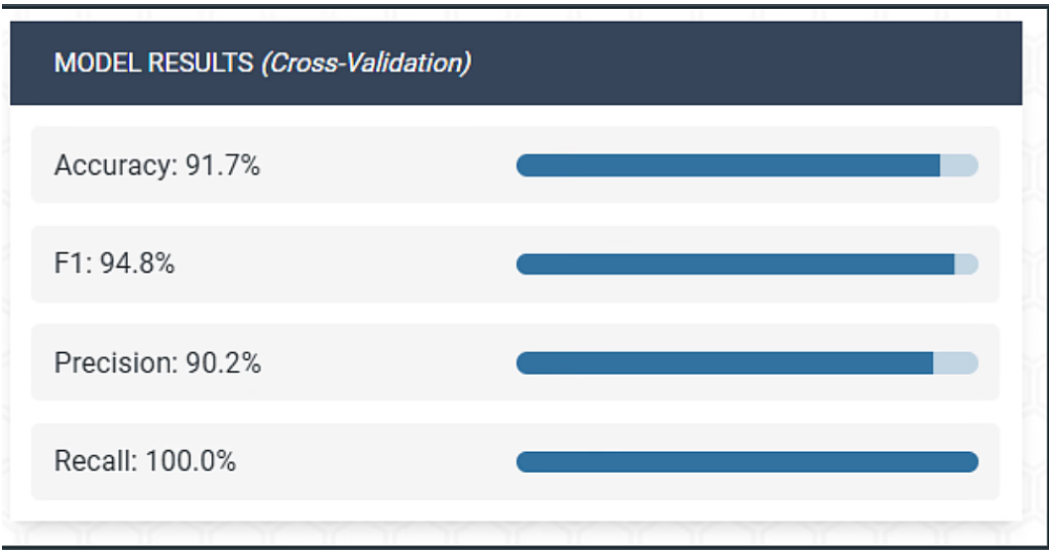 MODEL RESULTS (Cross-Validation)
Accuracy: 91.7%
F1: 94.8%
Precision: 90.2%
Recall: 100.0%